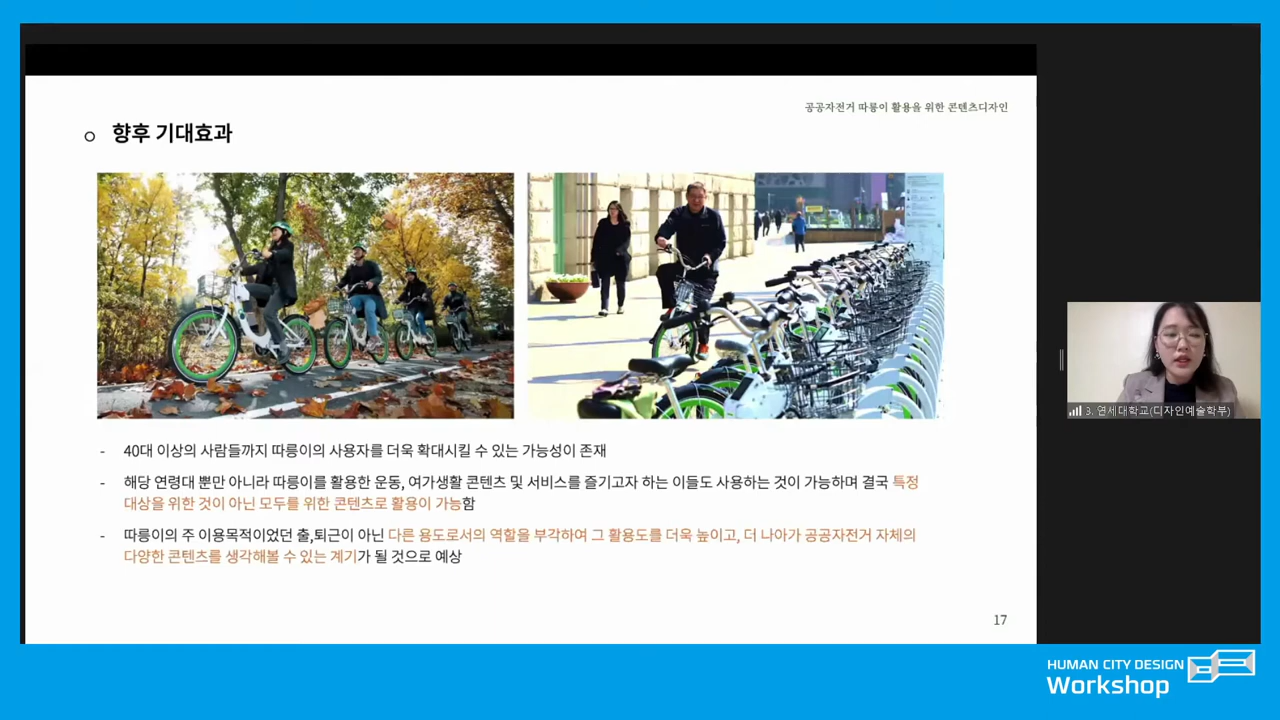 공공자전거 따릉이 활용을 위한 콘텐츠디자인
o 향후 기대효과
- 40대 이상의 사람들까지 따릉이의 사용자를 더욱 확대시킬 수 있는 가능성이 존재
- 해당 연령대 뿐만 아니라 따릉이를 활용한 운동, 여가생활 콘텐츠 및 서비스를 즐기고자 하는 이들도 사용하는 것이 가능하며 결국 특정
대상을 위한 것이 아닌 모두를 위한 콘텐츠로 활용이 가능함
- 따릉이의 주 이용목적이었던 출,퇴근이 아닌 다른 용도로서의 역할을 부각하여 그 활용도를 더욱 높이고, 더 나아가 공공자전거 자체의
다양한 콘텐츠를 생각해볼 수 있는 계기가 될 것으로 예상
17
3. 연세대학교(디자인예술학부)
HUMAN CITY DESIGN
Workshop